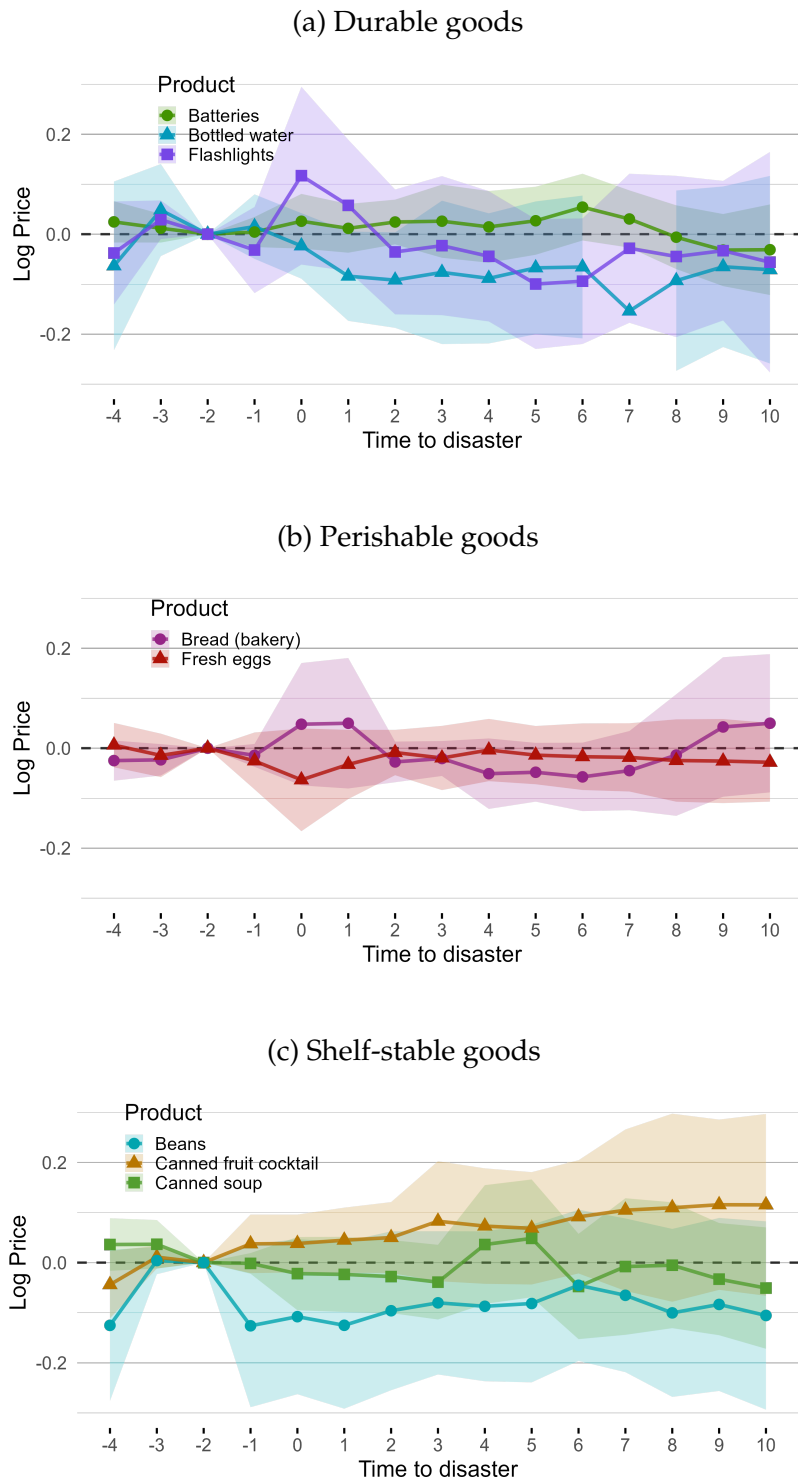 (a) Durable goods
Product
Batteries
Bottled water
Flashlights
Log Price
0.2
0.0
-0.2
-4 -3 -2 -1 0 1 2 3 4 5 6 7 8 9 10
Time to disaster
(b) Perishable goods
Product
Bread (bakery)
Fresh eggs
Log Price
0.2
0.0
-0.2
-4 -3 -2 -1 0 1 2 3 4 5 6 7 8 9 10
Time to disaster
(c) Shelf-stable goods
Product
Beans
Canned fruit cocktail
Canned soup
Log Price
0.2
0.0
-0.2
-4 -3 -2 -1 0 1 2 3 4 5 6 7 8 9 10
Time to disaster